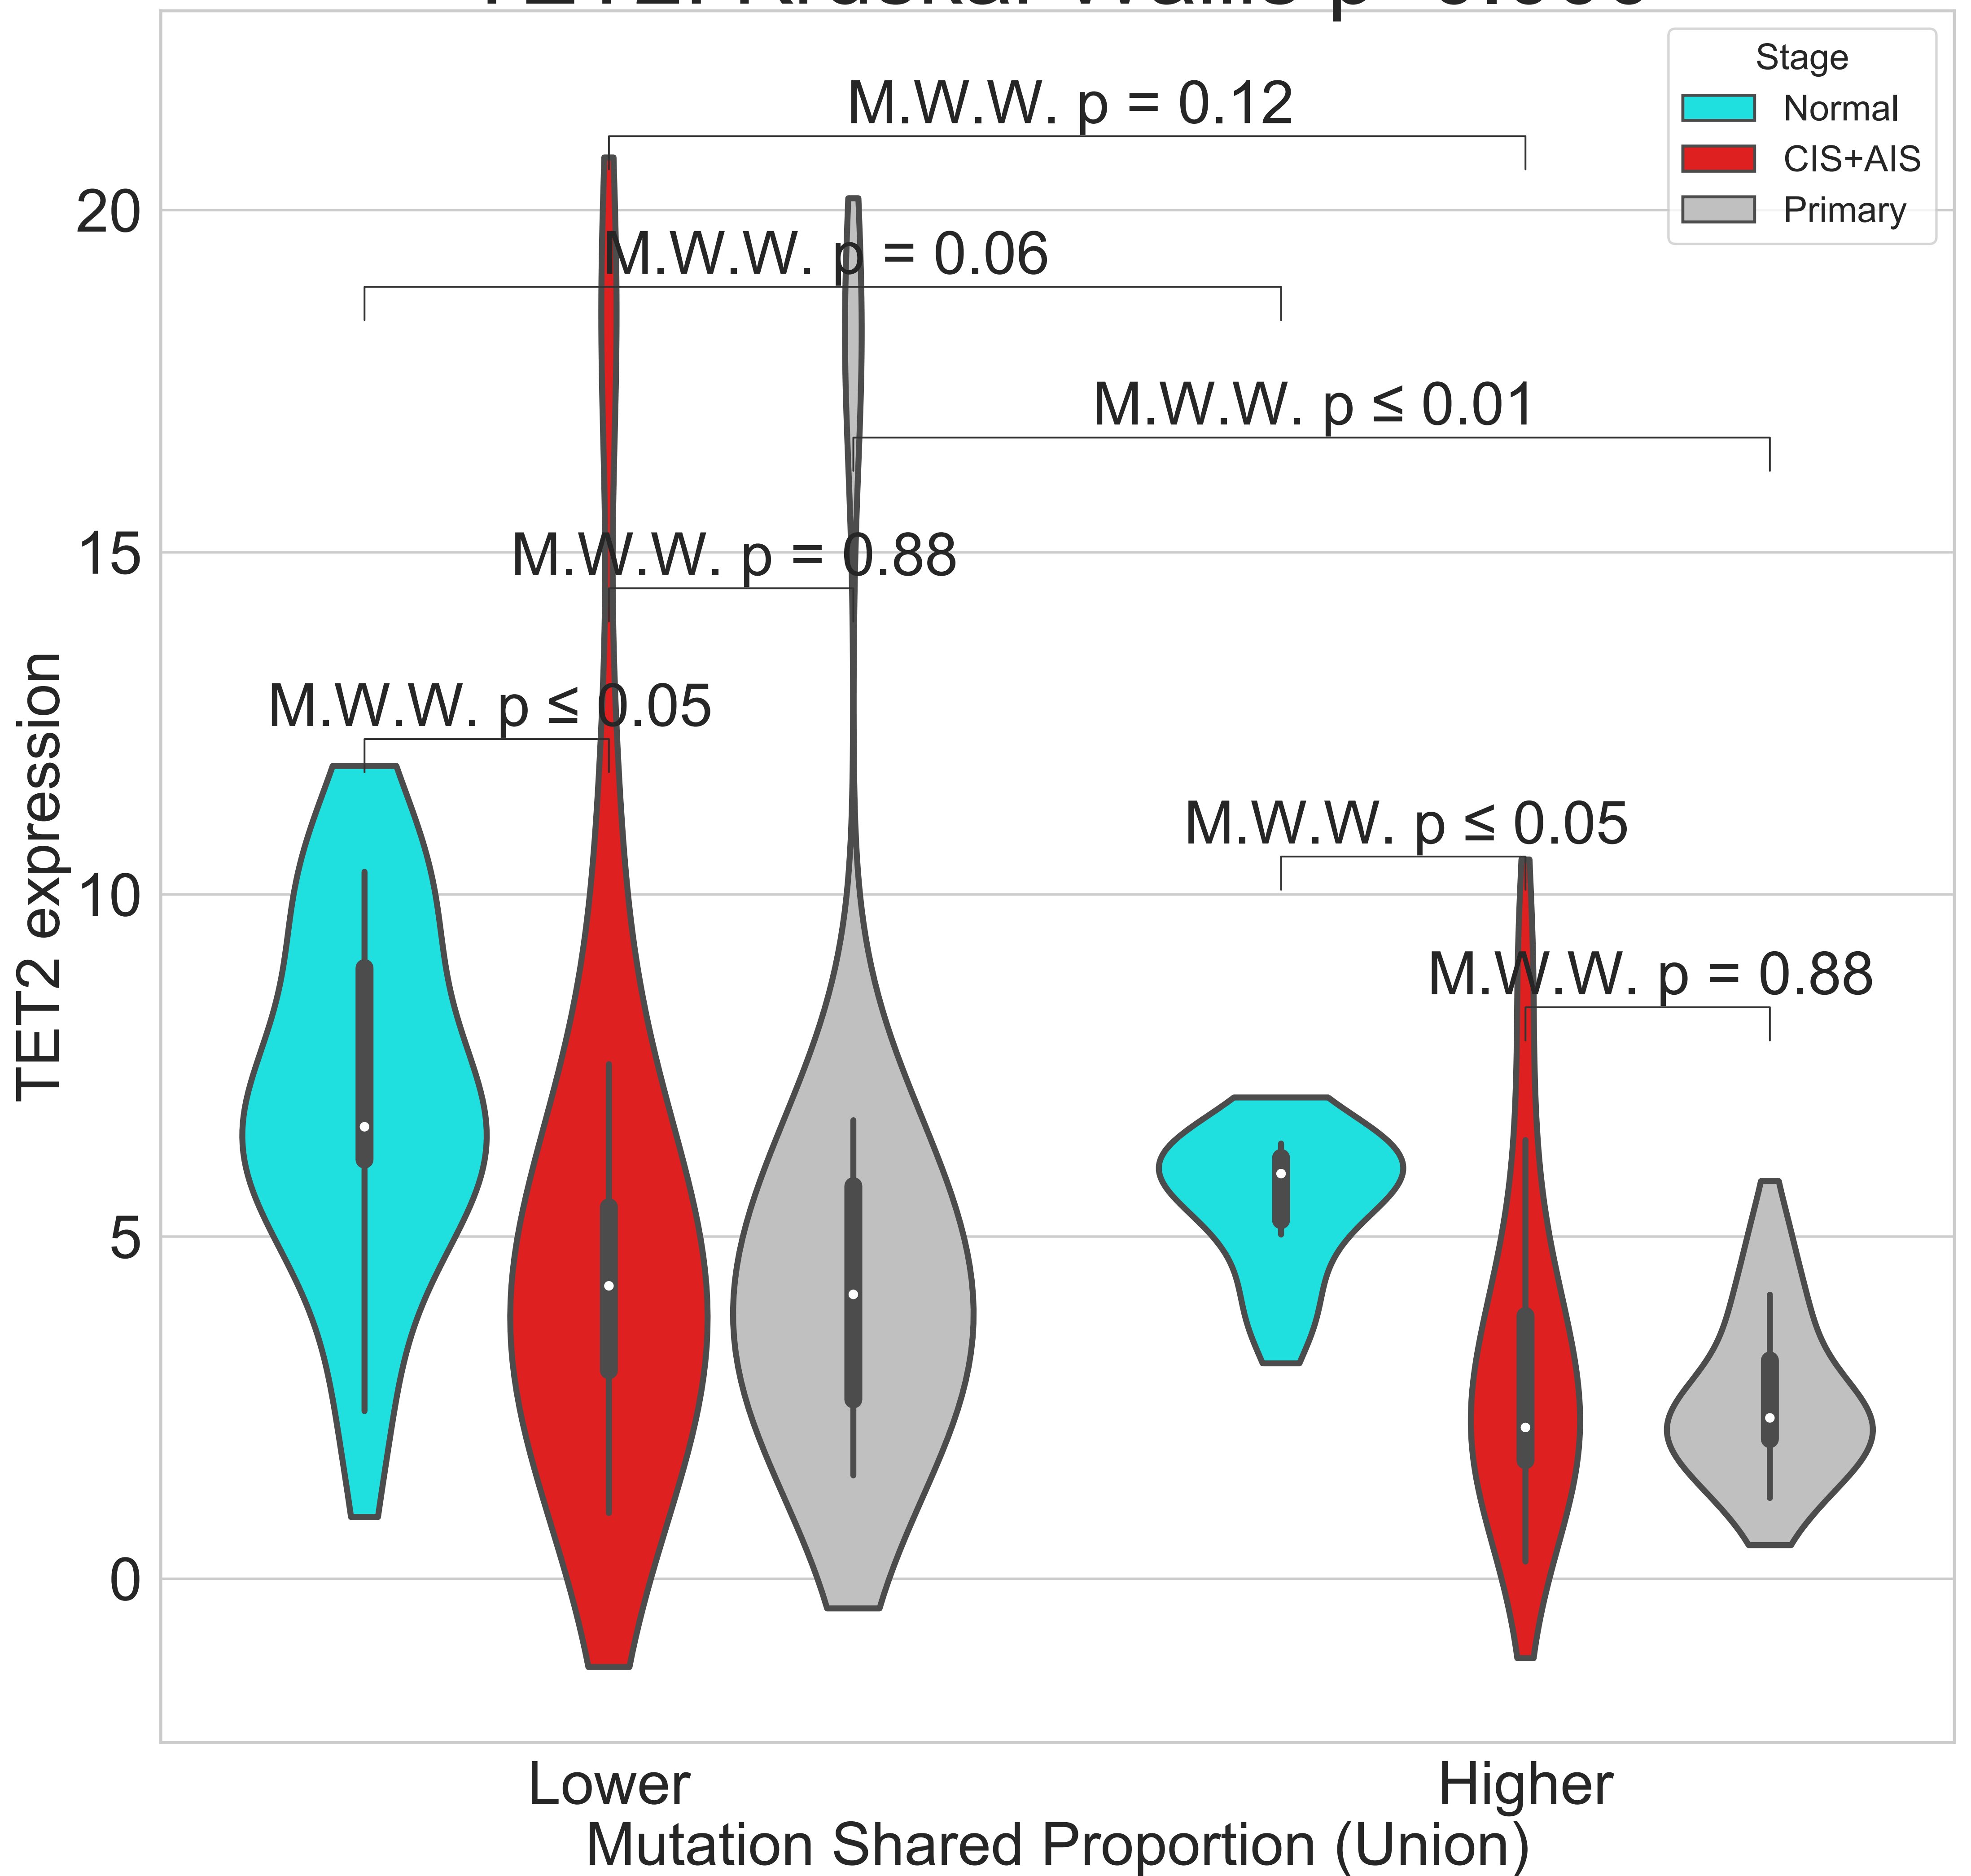 Stage
Normal
CIS+AIS
Primary
M.W.W. p = 0.12
20
M.W.W. p = 0.06
M.W.W. p ≤ 0.01
15
M.W.W. p = 0.88
M.W.W. p ≤ 0.05
M.W.W. p ≤ 0.05
10
M.W.W. p = 0.88
TET2 expression
5
0
Lower
Higher
Mutation Shared Proportion (Union)